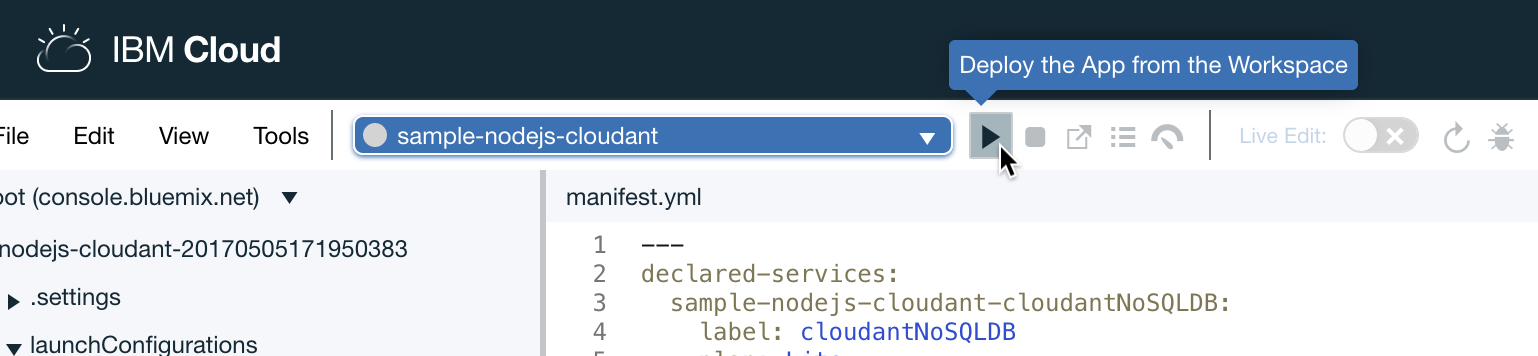 IBM Cloud
Deploy the App from the Workspace
File Edit View Tools sample-nodejs-cloudant Live Edit:
oot (console.bluemix.net)
manifest.yml
nodejs-cloudant-20170505171950383
.settings
launchConfigurations
1 ---
2 declared-services:
3 sample-nodejs-cloudant-cloudantNoSQLDB:
4 label: cloudantNoSQLDB